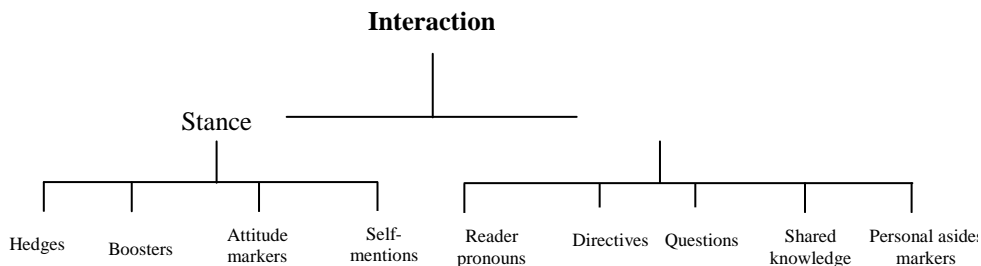 Interaction
Stance
Hedges
Boosters
Attitude
markers
Self-
mentions
Reader
pronouns
Directives
Questions
Shared
knowledge
Personal asides
markers